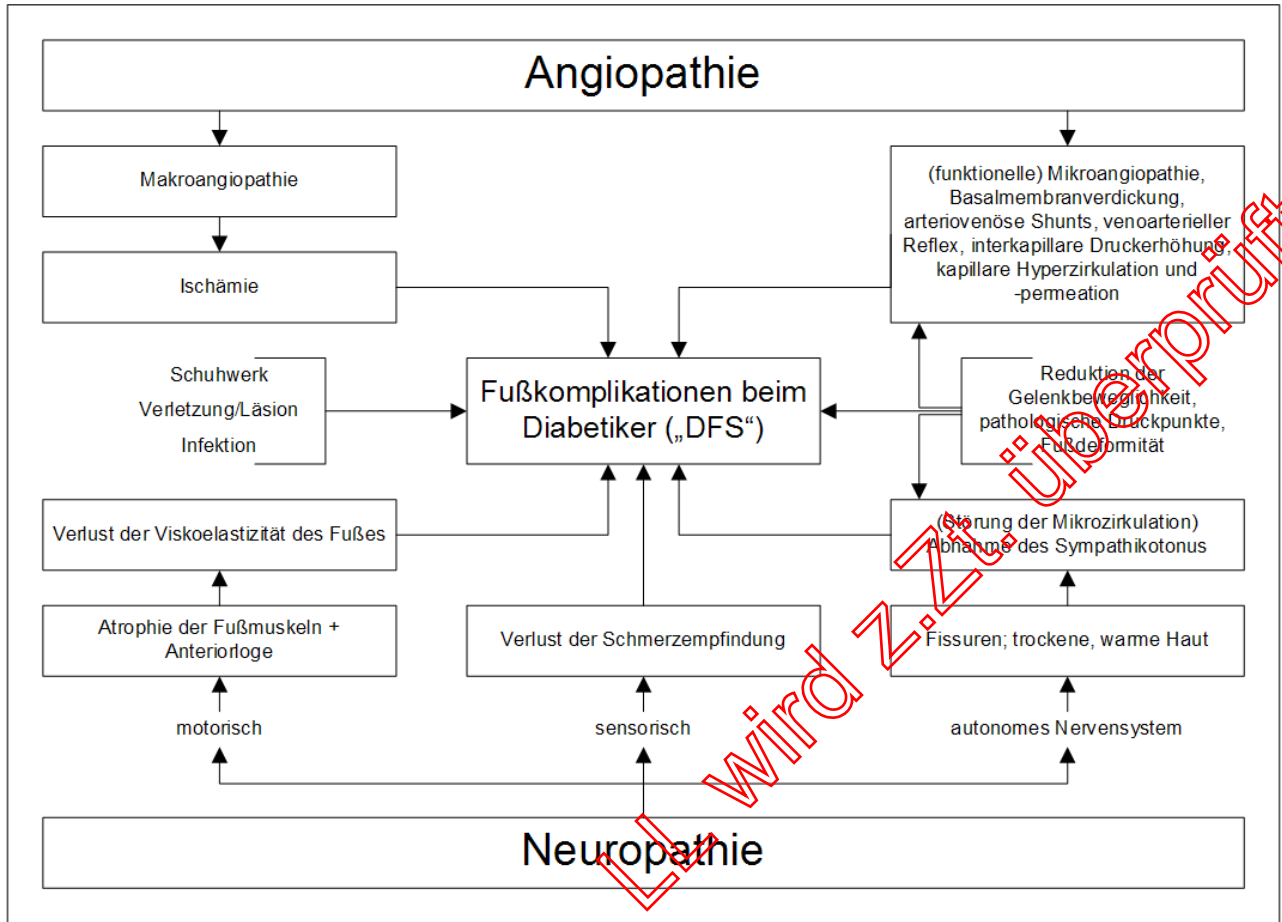 Angiopathie
Makroangiopathie
(funktionelle) Mikroangiopathie,
Basalmembranverdickung,
arteriovenöse Shunts, venoarterieller
Reflex, interkapillare Druckerhöhung,
kapillare Hyperzirkulation und
-permeation
Ischämie
Schuhwerk
Verletzung/Läsion
Infektion
Fußkomplikationen beim
Diabetiker („DFS“)
Reduktion der
Gelenkbeweglichkeit,
pathologische Druckpunkte,
Fußdeformität
Verlust der Viskoelastizität des Fußes
(Störung der Mikrozirkulation)
Abnahme des Sympathikotonus
Atrophie der Fußmuskeln +
Anteriorloge
Verlust der Schmerzempfindung
Fissuren; trockene, warme Haut
motorisch
sensorisch
autonomes Nervensystem
Neuropathie
LL wird z.Zt. überprüft